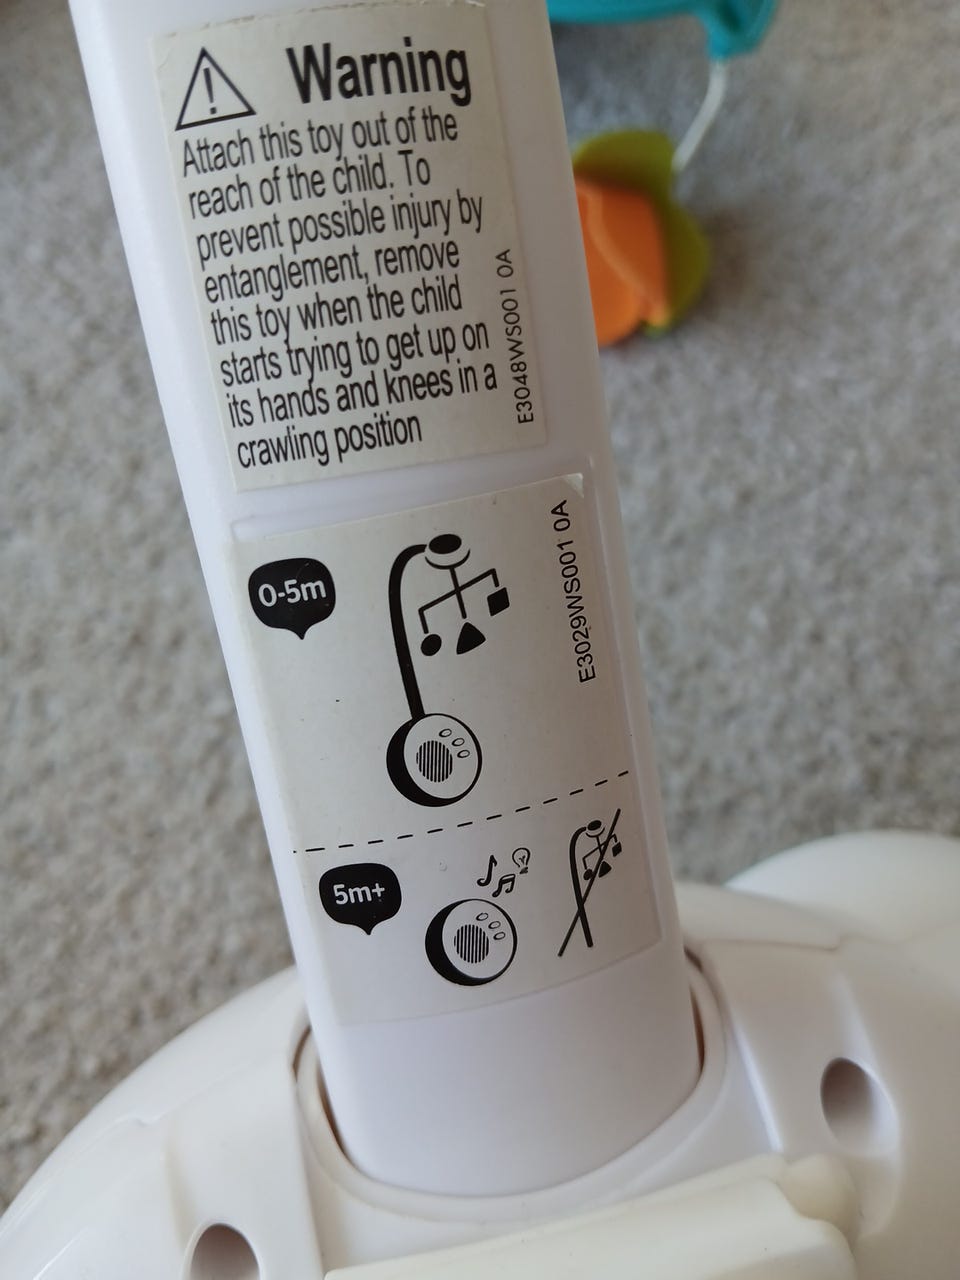 Warning
Attach this toy out of the
reach of the child. To
prevent possible injury by
entanglement, remove
this toy when the child
starts trying to get up on
its hands and knees in a
crawling position
E3048WS001 0A
0-5m
E3029WS001 0A
5m+